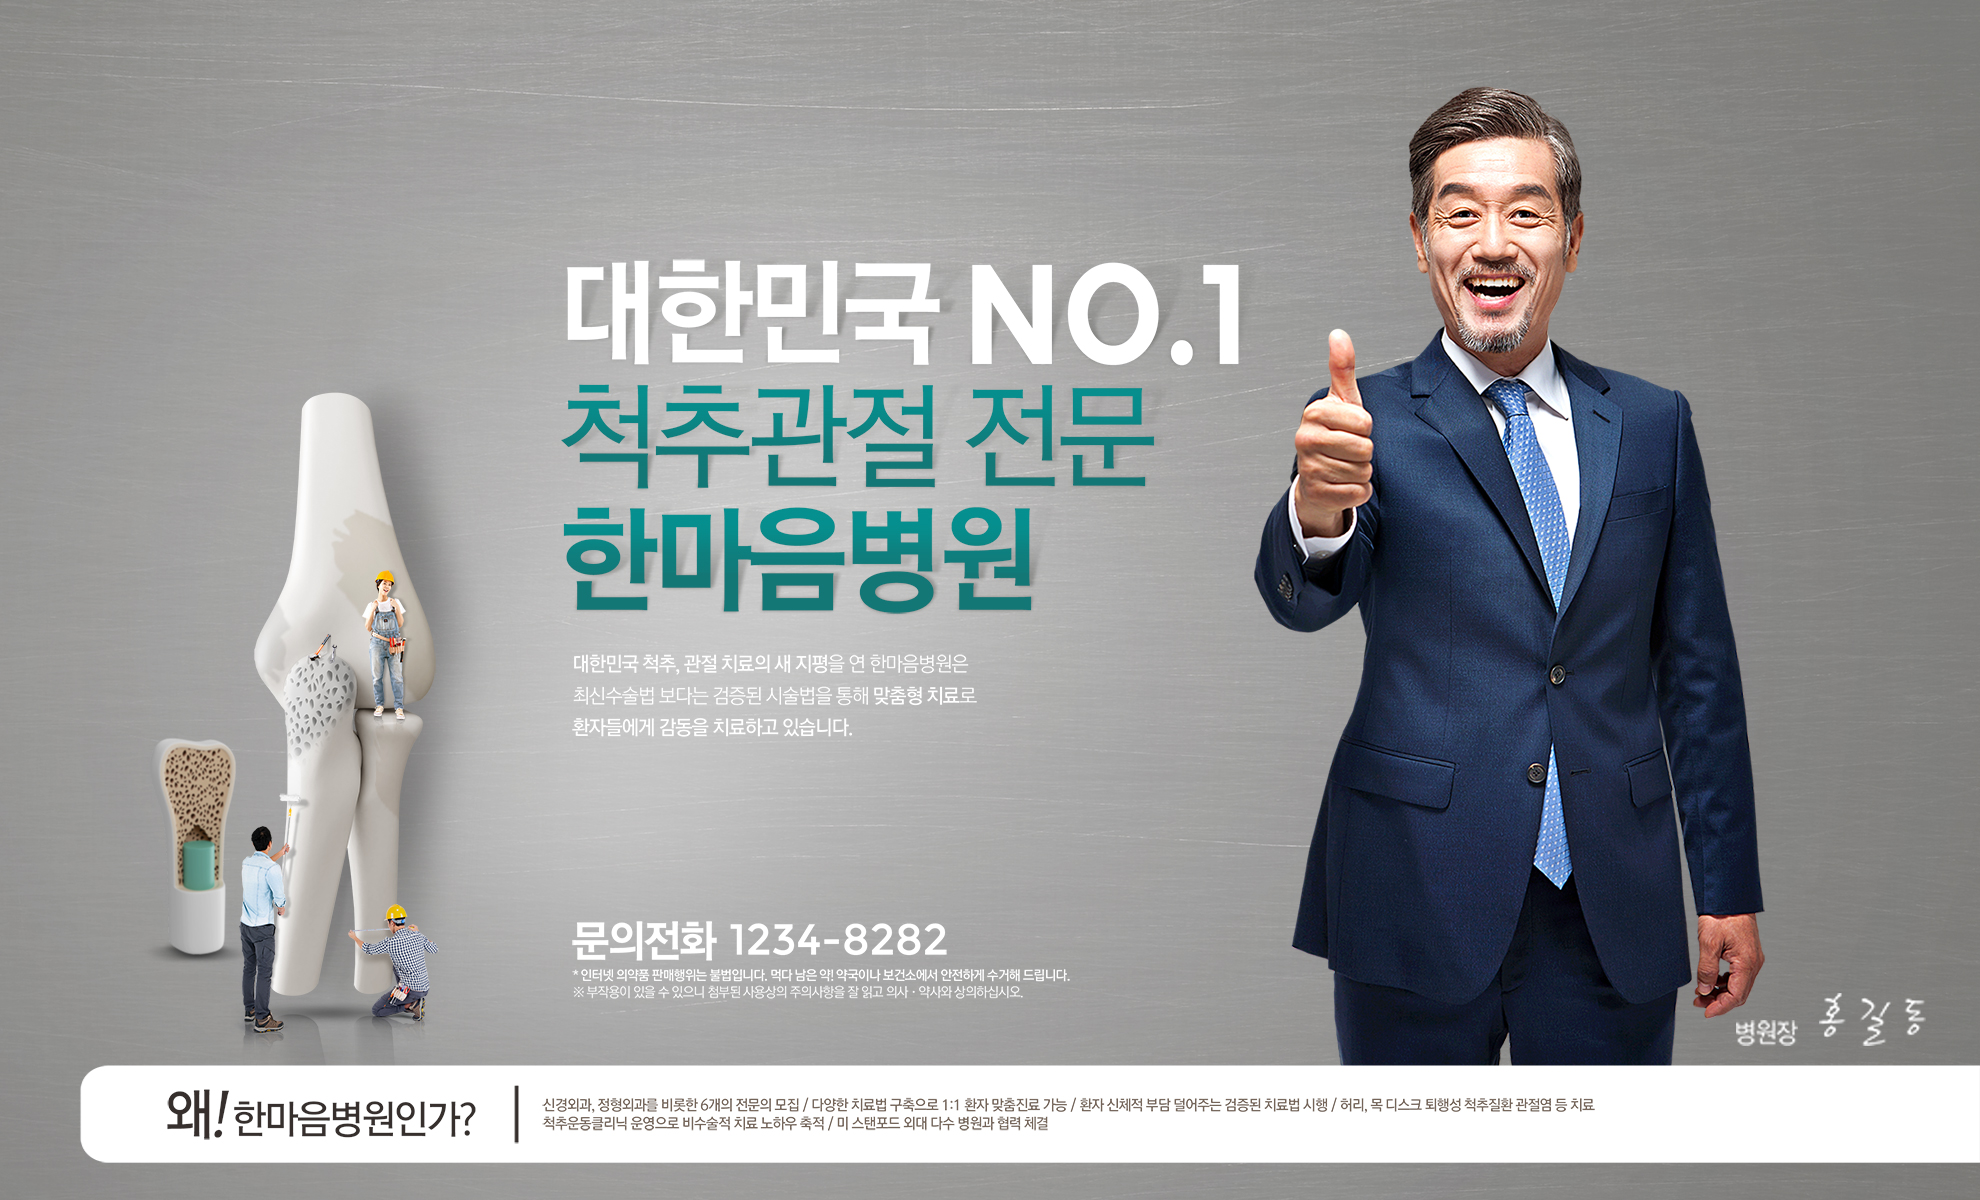 대한민국 NO.1
척추관절 전문
한마음병원
대한민국 척추, 관절 치료의 새 지평을 연 한마음병원은
최신수술법 보다는 검증된 시술법을 통해 맞춤형 치료로
환자들에게 감동을 치료하고 있습니다.
문의전화 1234-8282
* 인터넷 의약품 판매행위는 불법입니다. 먹다 남은 약! 약국이나 보건소에서 안전하게 수거해 드립니다.
※ 부작용이 있을 수 있으니 첨부된 사용상의 주의사항을 잘 읽고 의사 · 약사와 상의하십시오.
병원장 홍길동
왜! 한마음병원인가?
신경외과, 정형외과를 비롯한 6개의 전문의 모집 / 다양한 치료법 구축으로 1:1 환자 맞춤진료 가능 / 환자 신체적 부담 덜어주는 검증된 치료법 시행 / 허리, 목 디스크 퇴행성 척추질환 관절염 등 치료
척추운동클리닉 운영으로 비수술적 치료 노하우 축적 / 미 스탠포드 외대 다수 병원과 협력 체결